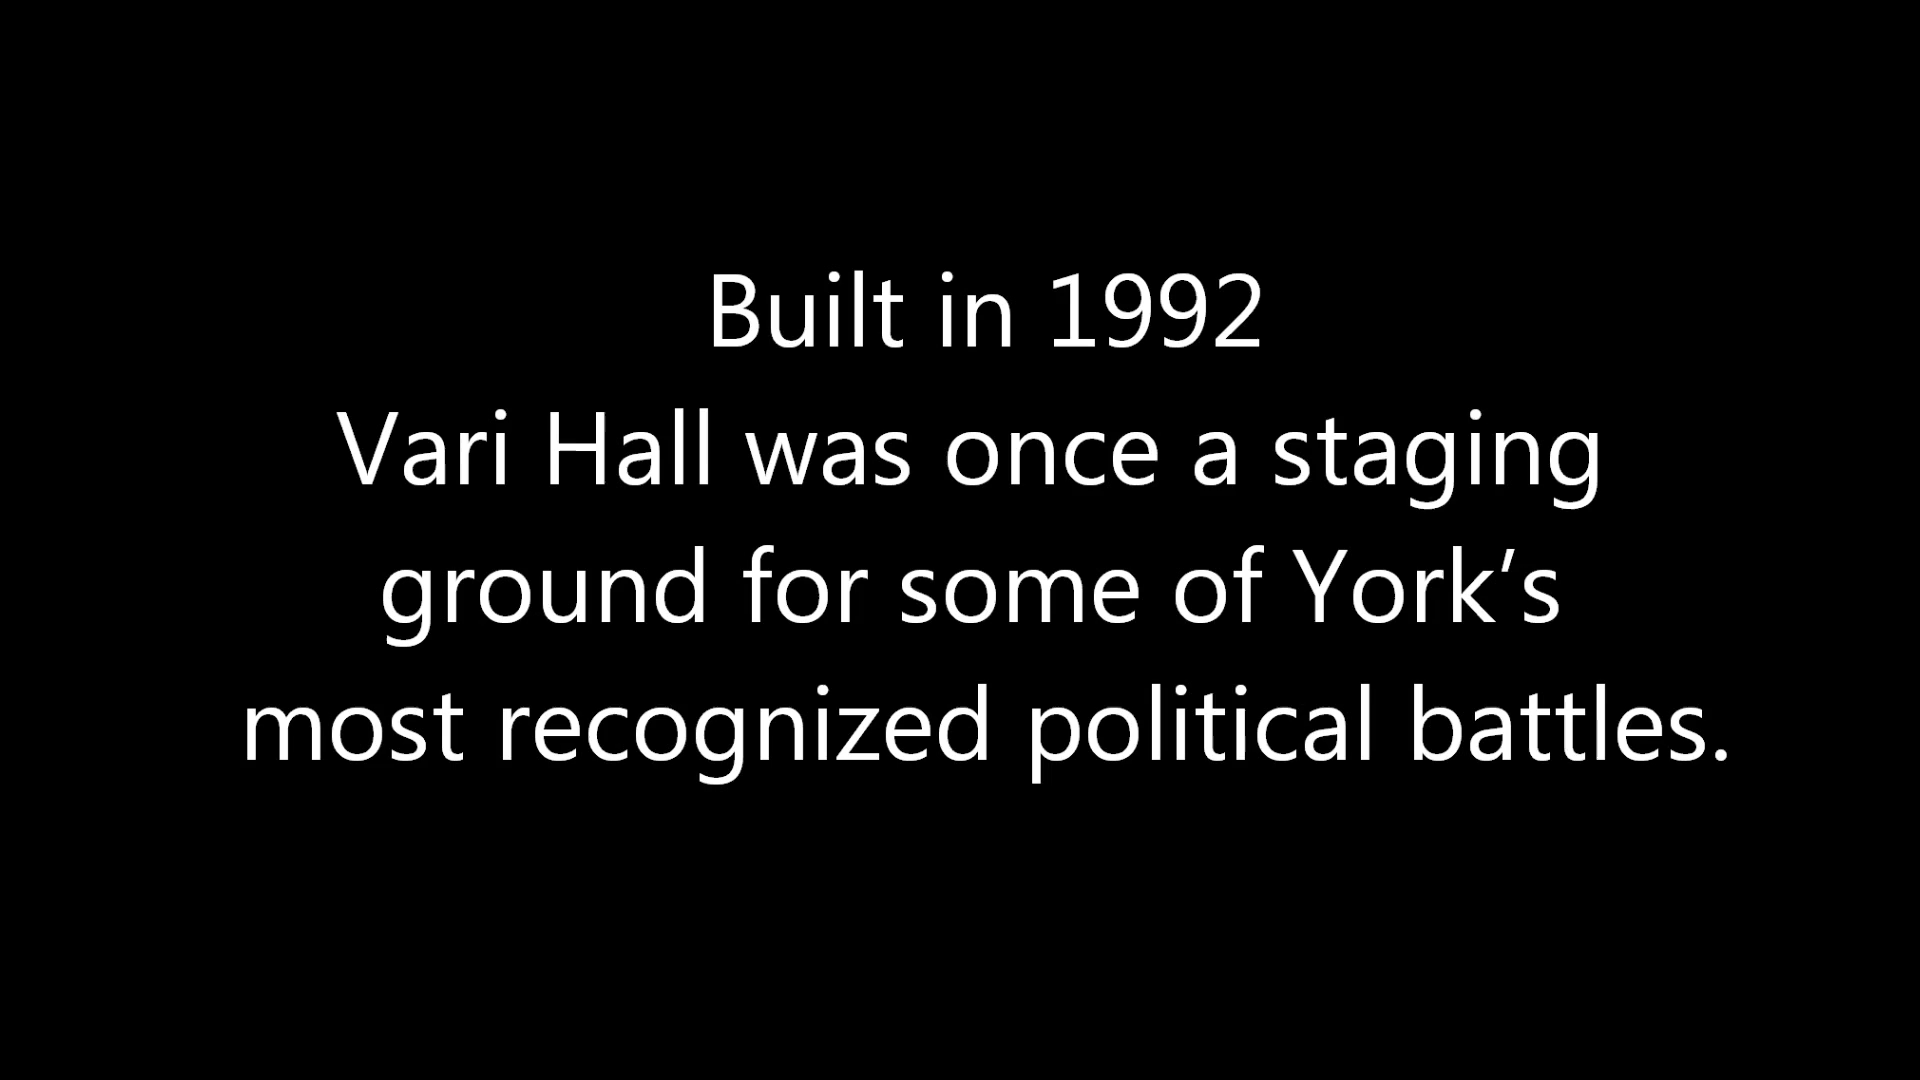 Built in 1992
Vari Hall was once a staging
ground for some of York’s
most recognized political battles.